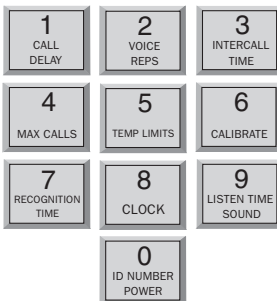 1
CALL
DELAY
2
VOICE
REPS
3
INTERCALL
TIME
4
MAX CALLS
5
TEMP LIMITS
6
CALIBRATE
7
RECOGNITION
TIME
8
CLOCK
9
LISTEN TIME
SOUND
0
ID NUMBER
POWER